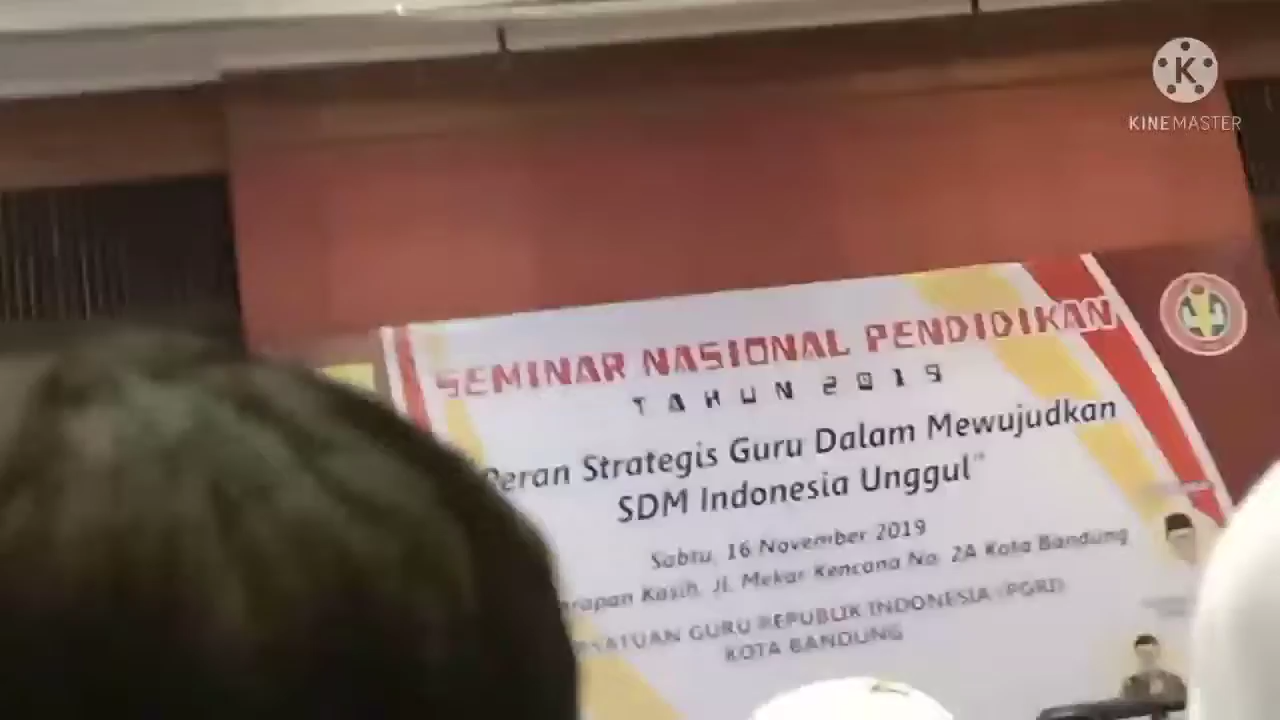 KINEMASTER
SEMINAR NASIONAL PENDIDIKAN
TAHUN 2019
Peran Strategis Guru Dalam Mewujudkan
SDM Indonesia Unggul"
Sabtu, 16 November 2019
Kasih, Jl. Mekar Kencana No. 2A Kota Bandung
GURU REPUBLIK INDONESIA (PGRI)
KOTA BANDUNG